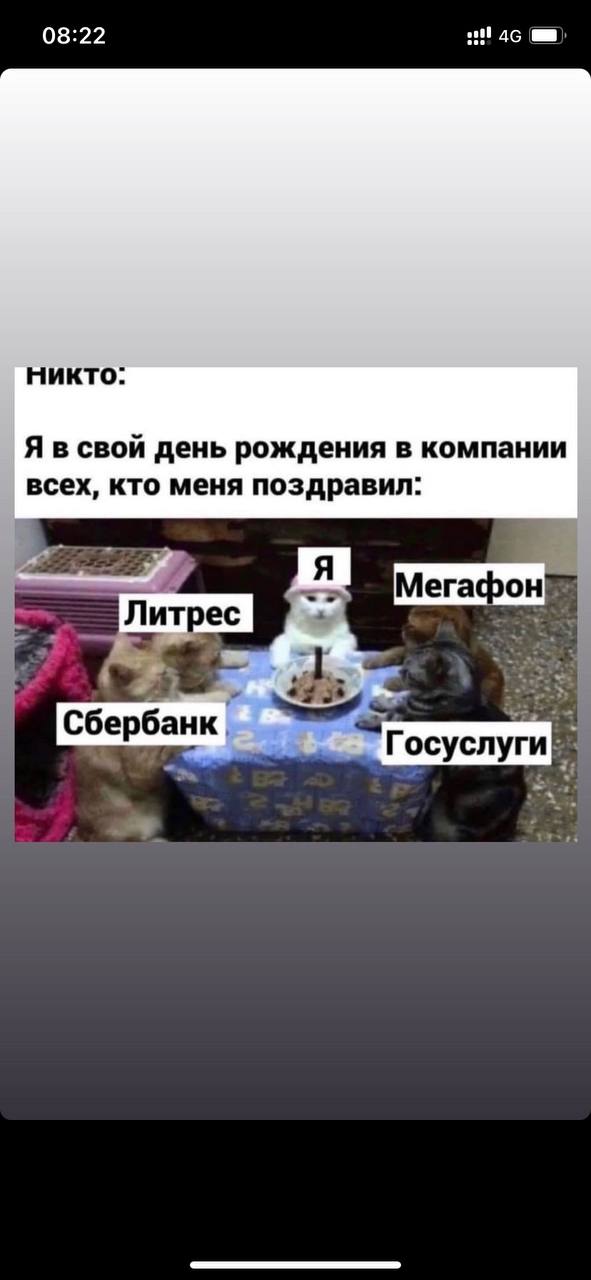 08:22
4G
Никто:
Я в свой день рождения в компании
всех, кто меня поздравил:
Я
Мегафон
Литрес
Сбербанк
Госуслуги